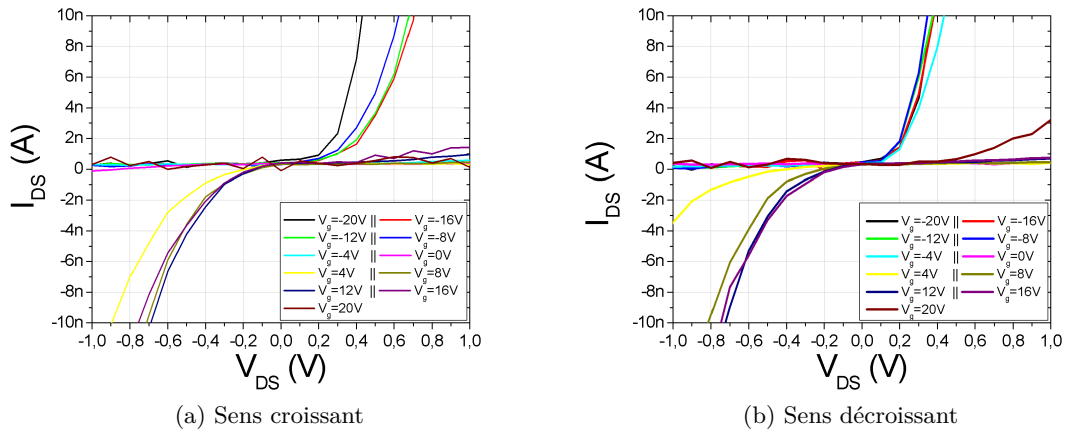 10n
8n
6n
4n
2n
0
-2n
-4n
-6n
-8n
-10n
I_DS (A)
-1,0 -0,8 -0,6 -0,4 -0,2 0,0 0,2 0,4 0,6 0,8 1,0
V_DS (V)
V_g=-20V || V_g=-16V
V_g=-12V || V_g=-8V
V_g=-4V || V_g=0V
V_g=4V || V_g=8V
V_g=12V || V_g=16V
V_g=20V
(a) Sens croissant
10n
8n
6n
4n
2n
0
-2n
-4n
-6n
-8n
-10n
I_DS (A)
-1,0 -0,8 -0,6 -0,4 -0,2 0,0 0,2 0,4 0,6 0,8 1,0
V_DS (V)
V_g=-20V || V_g=-16V
V_g=-12V || V_g=-8V
V_g=-4V || V_g=0V
V_g=4V || V_g=8V
V_g=12V || V_g=16V
V_g=20V
(b) Sens décroissant